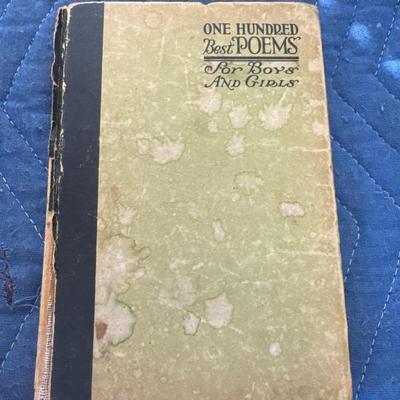 ONE HUNDRED
Best POEMS
For Boys
AND GIRLS